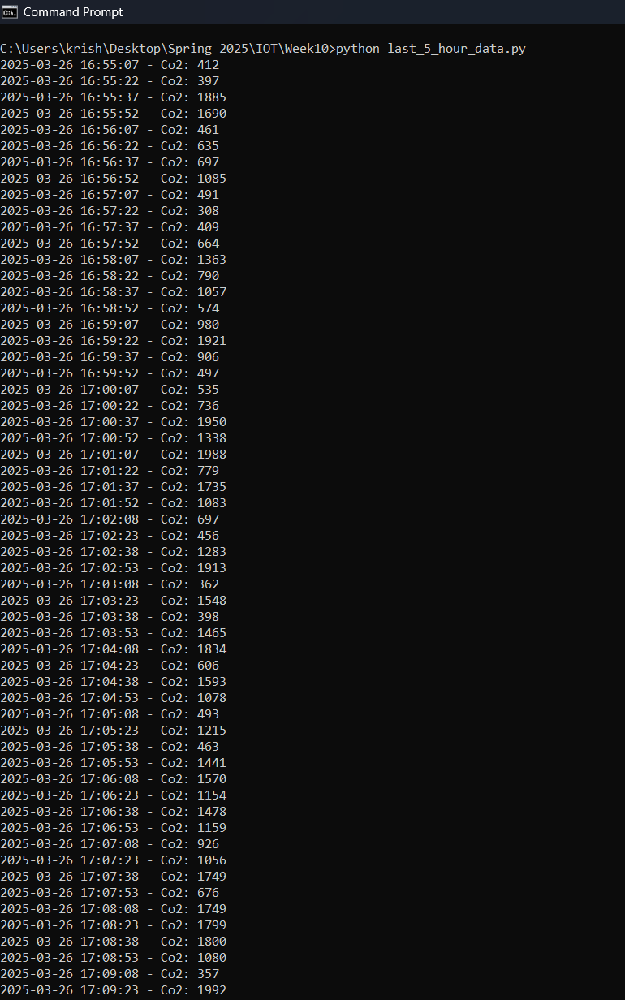 Command Prompt
C:\Users\krish\Desktop\Spring 2025\IOT\Week10>python last_5_hour_data.py
2025-03-26 16:55:07 - Co2: 412
2025-03-26 16:55:22 - Co2: 397
2025-03-26 16:55:37 - Co2: 1885
2025-03-26 16:55:52 - Co2: 1690
2025-03-26 16:56:07 - Co2: 461
2025-03-26 16:56:22 - Co2: 635
2025-03-26 16:56:37 - Co2: 697
2025-03-26 16:56:52 - Co2: 1085
2025-03-26 16:57:07 - Co2: 491
2025-03-26 16:57:22 - Co2: 308
2025-03-26 16:57:37 - Co2: 409
2025-03-26 16:57:52 - Co2: 664
2025-03-26 16:58:07 - Co2: 1363
2025-03-26 16:58:22 - Co2: 790
2025-03-26 16:58:37 - Co2: 1057
2025-03-26 16:58:52 - Co2: 574
2025-03-26 16:59:07 - Co2: 980
2025-03-26 16:59:22 - Co2: 1921
2025-03-26 16:59:37 - Co2: 906
2025-03-26 16:59:52 - Co2: 497
2025-03-26 17:00:07 - Co2: 535
2025-03-26 17:00:22 - Co2: 736
2025-03-26 17:00:37 - Co2: 1950
2025-03-26 17:00:52 - Co2: 1338
2025-03-26 17:01:07 - Co2: 1988
2025-03-26 17:01:22 - Co2: 779
2025-03-26 17:01:37 - Co2: 1735
2025-03-26 17:01:52 - Co2: 1083
2025-03-26 17:02:08 - Co2: 697
2025-03-26 17:02:23 - Co2: 456
2025-03-26 17:02:38 - Co2: 1283
2025-03-26 17:02:53 - Co2: 1913
2025-03-26 17:03:08 - Co2: 362
2025-03-26 17:03:23 - Co2: 1548
2025-03-26 17:03:38 - Co2: 398
2025-03-26 17:03:53 - Co2: 1465
2025-03-26 17:04:08 - Co2: 1834
2025-03-26 17:04:23 - Co2: 606
2025-03-26 17:04:38 - Co2: 1593
2025-03-26 17:04:53 - Co2: 1078
2025-03-26 17:05:08 - Co2: 493
2025-03-26 17:05:23 - Co2: 1215
2025-03-26 17:05:38 - Co2: 463
2025-03-26 17:05:53 - Co2: 1441
2025-03-26 17:06:08 - Co2: 1570
2025-03-26 17:06:23 - Co2: 1154
2025-03-26 17:06:38 - Co2: 1478
2025-03-26 17:06:53 - Co2: 1159
2025-03-26 17:07:08 - Co2: 926
2025-03-26 17:07:23 - Co2: 1056
2025-03-26 17:07:38 - Co2: 1749
2025-03-26 17:07:53 - Co2: 676
2025-03-26 17:08:08 - Co2: 1749
2025-03-26 17:08:23 - Co2: 1799
2025-03-26 17:08:38 - Co2: 1800
2025-03-26 17:08:53 - Co2: 1080
2025-03-26 17:09:08 - Co2: 357
2025-03-26 17:09:23 - Co2: 1992